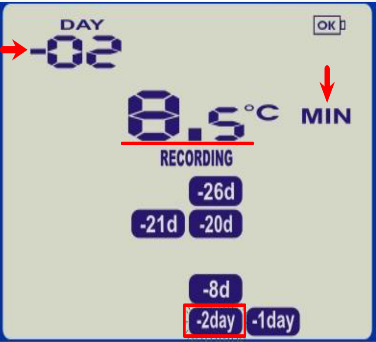 DAY
-02
OK
8.5°C
MIN
RECORDING
-26d
-21d -20d
-8d
-2day -1day